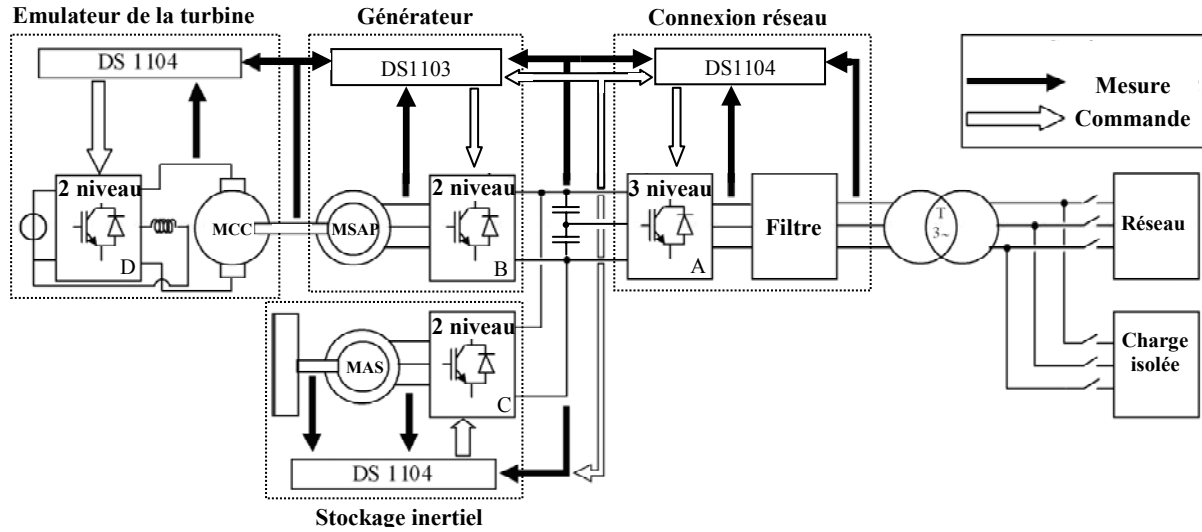 Emulateur de la turbine
Générateur
Connexion réseau
DS 1104
DS1103
DS1104
Mesure
Commande
2 niveau
D
MCC
MSAP
2 niveau
B
3 niveau
A
Filtre
T
3~
Réseau
Charge
isolée
MAS
2 niveau
C
DS 1104
Stockage inertiel